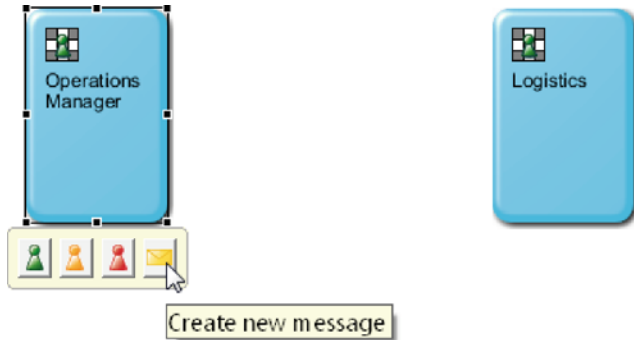 Operations
Manager
Logistics
Create new message